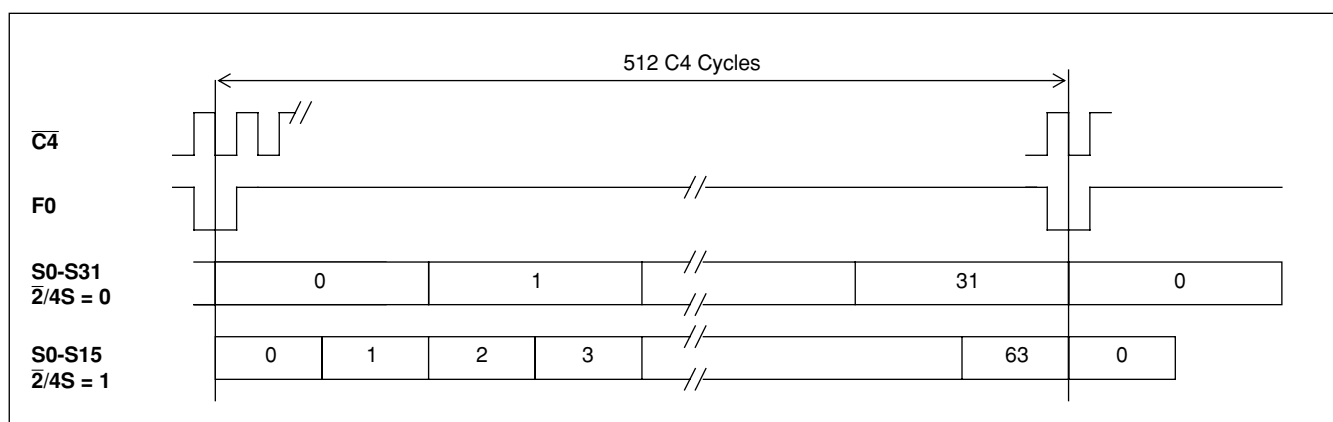 512 C4 Cycles
C̅4̅
F0
S0-S31
2̅/4S = 0
0 1 31 0
S0-S15
2̅/4S = 1
0 1 2 3 63 0